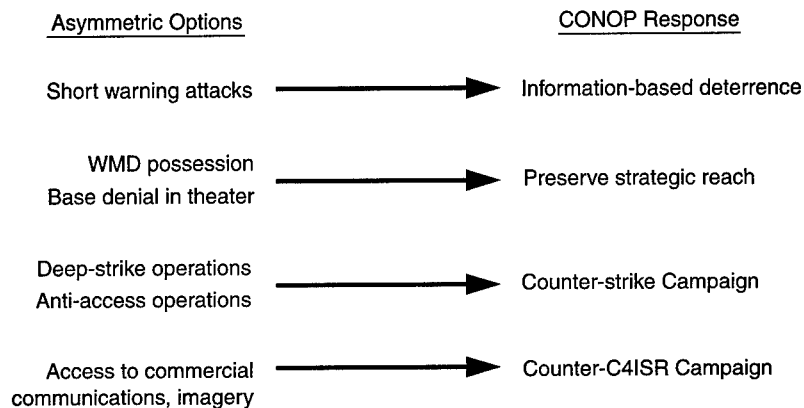 Asymmetric Options
CONOP Response
Short warning attacks
Information-based deterrence
WMD possession
Base denial in theater
Preserve strategic reach
Deep-strike operations
Anti-access operations
Counter-strike Campaign
Access to commercial
communications, imagery
Counter-C4ISR Campaign